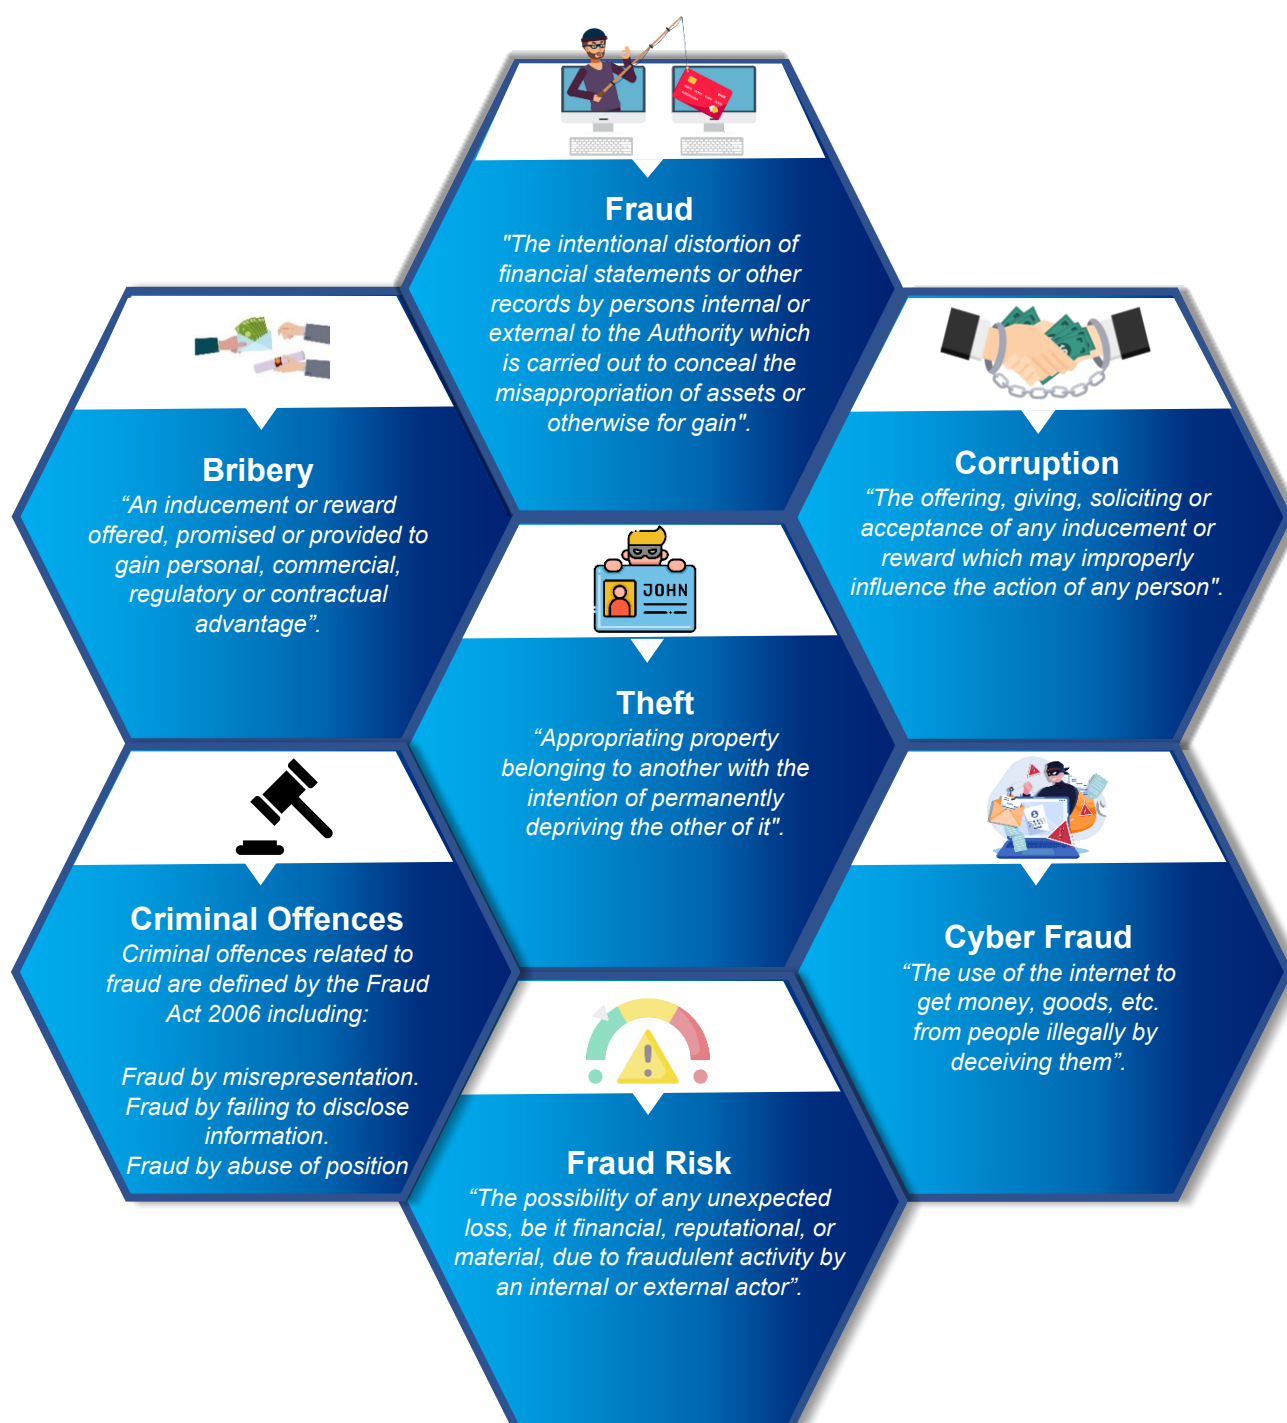 Fraud
"The intentional distortion of
financial statements or other
records by persons internal or
external to the Authority which
is carried out to conceal the
misappropriation of assets or
otherwise for gain".
Bribery
“An inducement or reward
offered, promised or provided to
gain personal, commercial,
regulatory or contractual
advantage”.
Corruption
“The offering, giving, soliciting or
acceptance of any inducement or
reward which may improperly
influence the action of any person".
JOHN
Theft
“Appropriating property
belonging to another with the
intention of permanently
depriving the other of it".
Criminal Offences
Criminal offences related to
fraud are defined by the Fraud
Act 2006 including:
Fraud by misrepresentation.
Fraud by failing to disclose
information.
Fraud by abuse of position
Cyber Fraud
“The use of the internet to
get money, goods, etc.
from people illegally by
deceiving them”.
Fraud Risk
“The possibility of any unexpected
loss, be it financial, reputational, or
material, due to fraudulent activity by
an internal or external actor”.